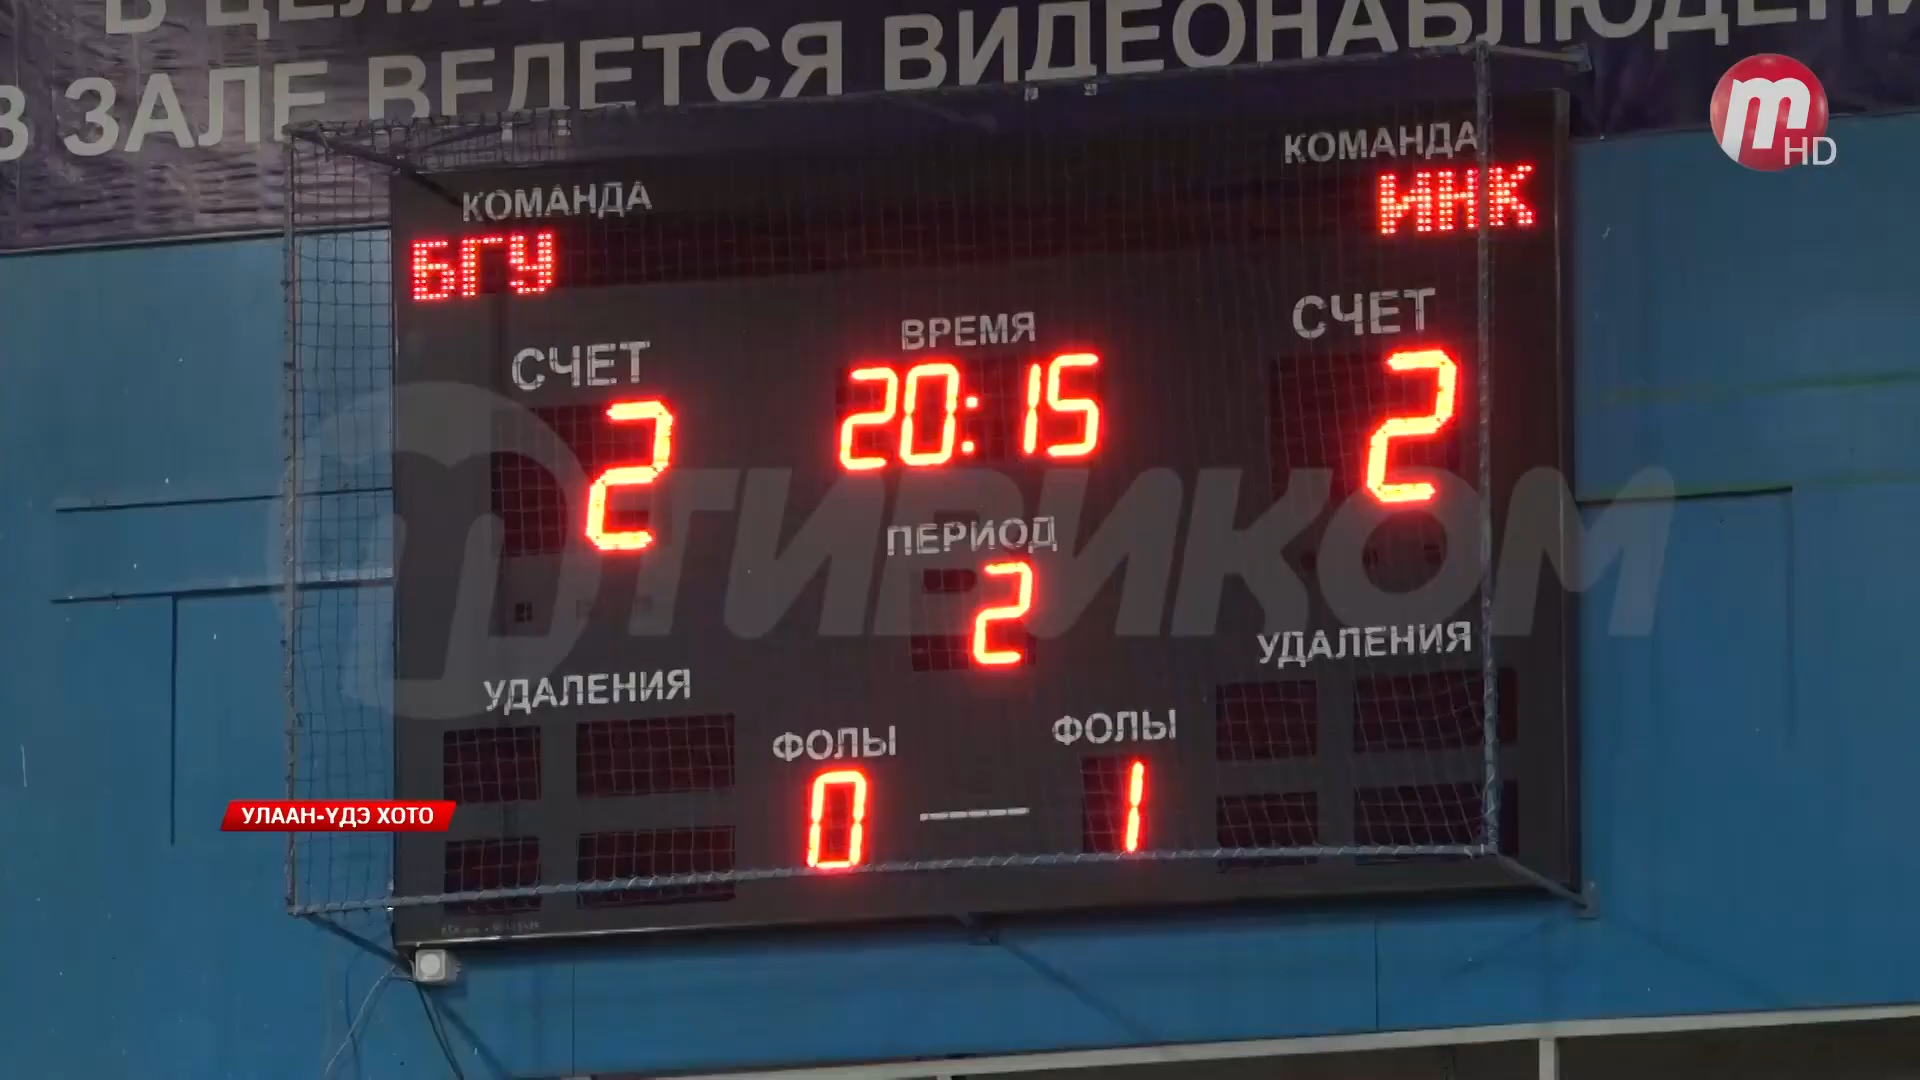 В ЗАЛЕ ВЕДЕТСЯ ВИДЕОНАБЛЮДЕНИ
m HD
КОМАНДА КОМАНДА
БГУ ИНК
СЧЕТ ВРЕМЯ СЧЕТ
2 20:15 2
ТИВИКОМ
ПЕРИОД
2
УДАЛЕНИЯ УДАЛЕНИЯ
ФОЛЫ ФОЛЫ
0 — 1
УЛААН-ҮДЭ ХОТО